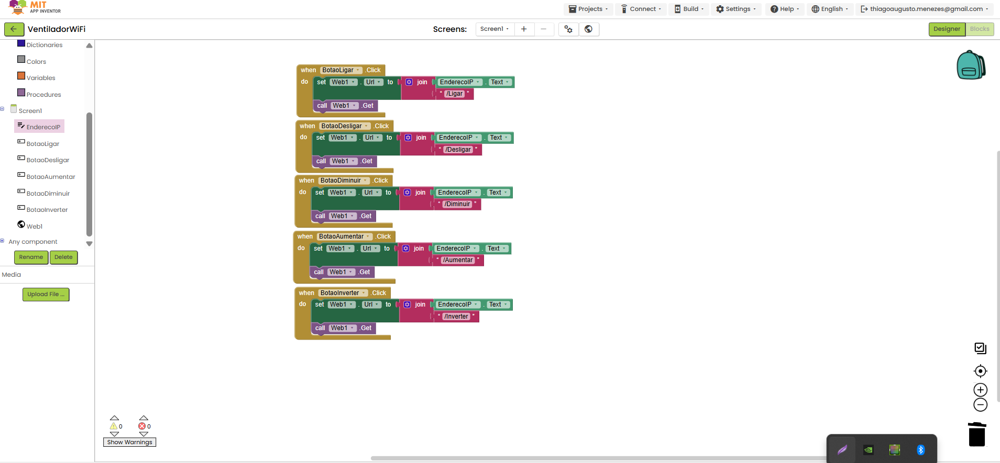 MIT
APP INVENTOR
Projects
Connect
Build
Settings
Help
English
thiagoaugusto.menezes@gmail.com
VentiladorWiFi
Screens:
Screen1
Designer
Blocks
Dictionaries
Colors
Variables
Procedures
Screen1
EnderecoIP
BotaoLigar
BotaoDesligar
BotaoAumentar
BotaoDiminuir
BotaoInverter
Web1
Any component
Rename
Delete
Media
Upload File ...
when BotaoLigar .Click
do set Web1 . Url to join EnderecoIP . Text
“ /Ligar ”
call Web1 .Get
when BotaoDesligar .Click
do set Web1 . Url to join EnderecoIP . Text
“ /Desligar ”
call Web1 .Get
when BotaoDiminuir .Click
do set Web1 . Url to join EnderecoIP . Text
“ /Diminuir ”
call Web1 .Get
when BotaoAumentar .Click
do set Web1 . Url to join EnderecoIP . Text
“ /Aumentar ”
call Web1 .Get
when BotaoInverter .Click
do set Web1 . Url to join EnderecoIP . Text
“ /Inverter ”
call Web1 .Get
0 0
Show Warnings